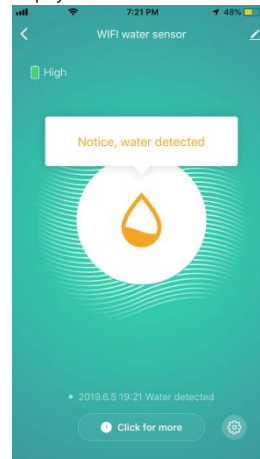 7:21 PM
48%
WIFI water sensor
High
Notice, water detected
2019.6.5 19:21 Water detected
Click for more